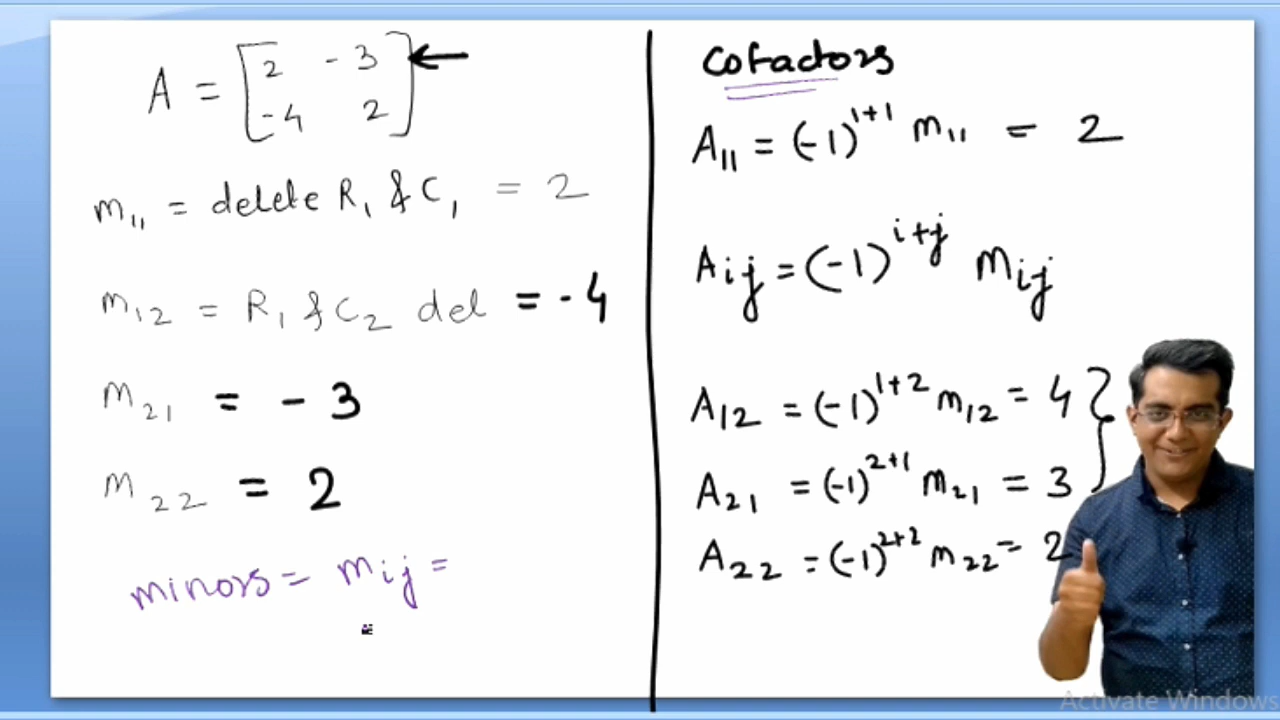 A = [ 2 -3
-4 2 ] ←
m₁₁ = delete R₁ & C₁ = 2
m₁₂ = R₁ & C₂ del = -4
m₂₁ = -3
m₂₂ = 2
minors = mᵢⱼ =
Cofactors
A₁₁ = (-1)¹⁺¹ m₁₁ = 2
Aᵢⱼ = (-1)ⁱ⁺ʲ mᵢⱼ
A₁₂ = (-1)¹⁺² m₁₂ = 4
A₂₁ = (-1)²⁺¹ m₂₁ = 3
A₂₂ = (-1)²⁺² m₂₂ = 2
Activate Windows